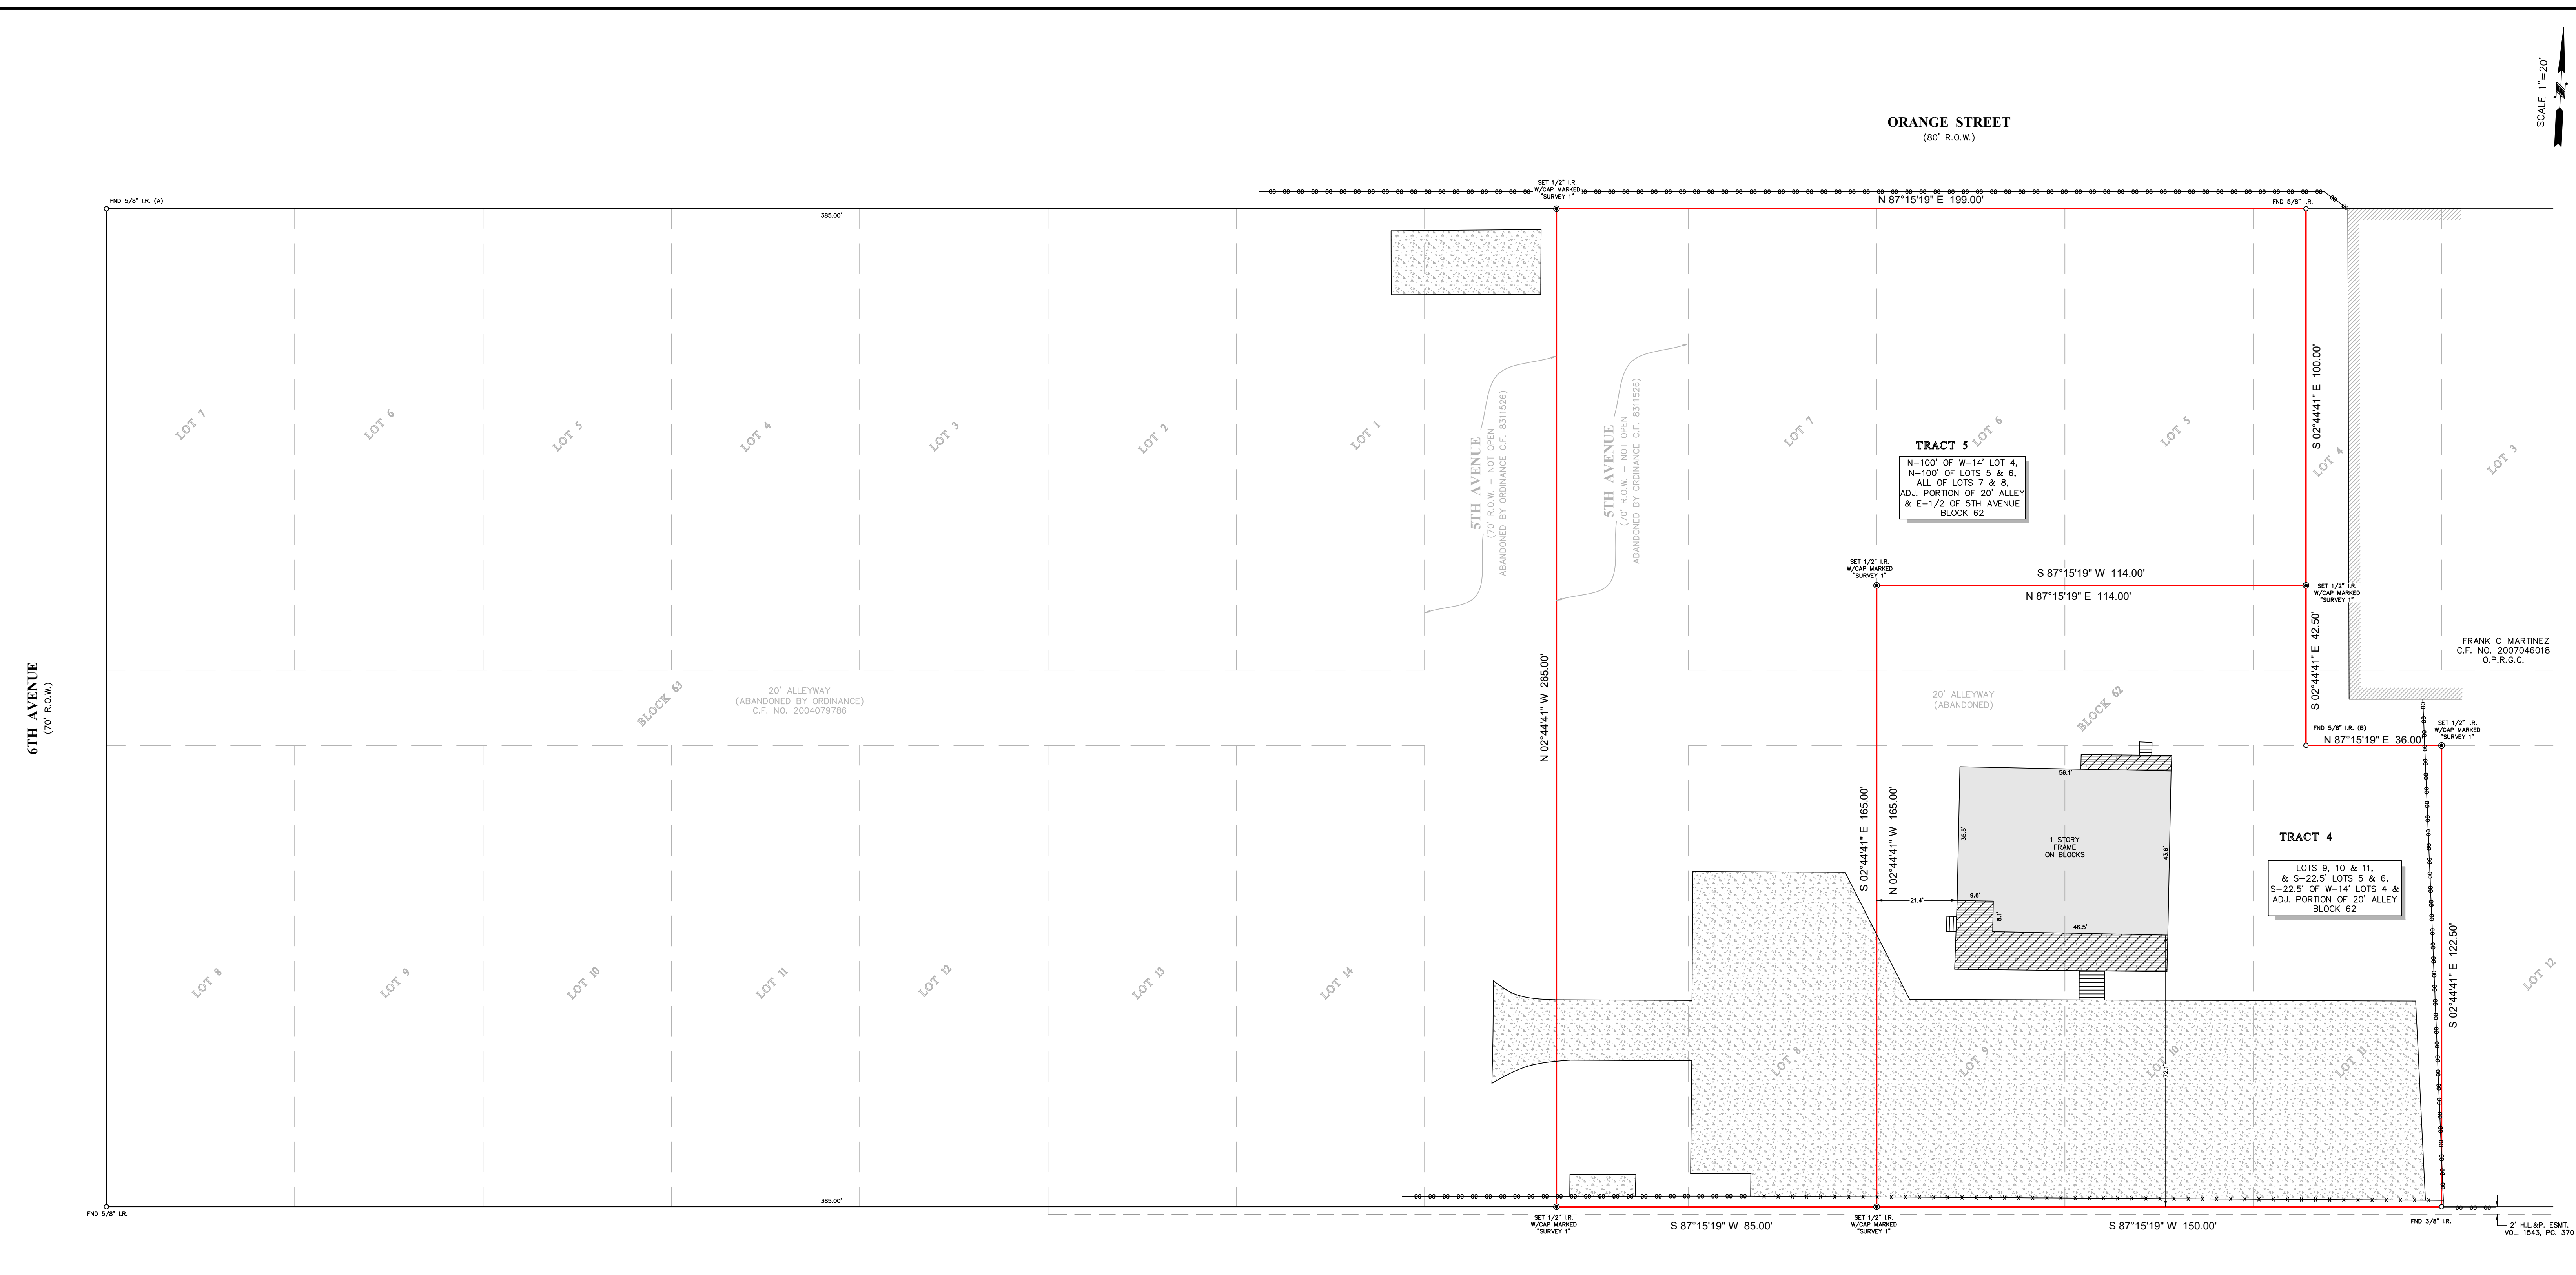 SCALE 1"=20'
N
ORANGE STREET
(80' R.O.W.)
FND 5/8" I.R. (A)
385.00'
SET 1/2" I.R.
W/CAP MARKED
"SURVEY 1"
N 87°15'19" E 199.00'
FND 5/8" I.R.
S 02°44'41" E 100.00'
LOT 7
LOT 6
LOT 5
LOT 4
LOT 3
LOT 2
LOT 1
5TH AVENUE
(70' R.O.W. - NOT OPEN
ABANDONED BY ORDINANCE C.F. 8311526)
5TH AVENUE
(70' R.O.W. - NOT OPEN
ABANDONED BY ORDINANCE C.F. 8311526)
LOT 7
LOT 6
LOT 5
LOT 4
LOT 3
TRACT 5
N-100' OF W-14' LOT 4,
N-100' OF LOTS 5 & 6,
ALL OF LOTS 7 & 8,
ADJ. PORTION OF 20' ALLEY
& E-1/2 OF 5TH AVENUE
BLOCK 62
SET 1/2" I.R.
W/CAP MARKED
"SURVEY 1"
S 87°15'19" W 114.00'
N 87°15'19" E 114.00'
SET 1/2" I.R.
W/CAP MARKED
"SURVEY 1"
S 02°44'41" E 42.50'
FRANK C MARTINEZ
C.F. NO. 2007046018
O.P.R.G.C.
6TH AVENUE
(70' R.O.W.)
BLOCK 63
20' ALLEYWAY
(ABANDONED BY ORDINANCE)
C.F. NO. 2004079786
N 02°44'41" W 265.00'
20' ALLEYWAY
(ABANDONED)
BLOCK 62
FND 5/8" I.R. (B)
N 87°15'19" E 36.00'
SET 1/2" I.R.
W/CAP MARKED
"SURVEY 1"
S 02°44'41" E 165.00'
N 02°44'41" W 165.00'
56.1'
35.5'
1 STORY
FRAME
ON BLOCKS
43.6'
21.4'
9.6'
8.1'
46.5'
TRACT 4
LOTS 9, 10 & 11,
& S-22.5' LOTS 5 & 6,
S-22.5' OF W-14' LOTS 4 &
ADJ. PORTION OF 20' ALLEY
BLOCK 62
S 02°44'41" E 122.50'
LOT 8
LOT 9
LOT 10
LOT 11
LOT 12
LOT 13
LOT 14
LOT 8
LOT 9
LOT 10
LOT 11
LOT 12
72.1'
385.00'
FND 5/8" I.R.
SET 1/2" I.R.
W/CAP MARKED
"SURVEY 1"
S 87°15'19" W 85.00'
SET 1/2" I.R.
W/CAP MARKED
"SURVEY 1"
S 87°15'19" W 150.00'
FND 3/8" I.R.
2' H.L.&P. ESMT.
VOL. 1543, PG. 370